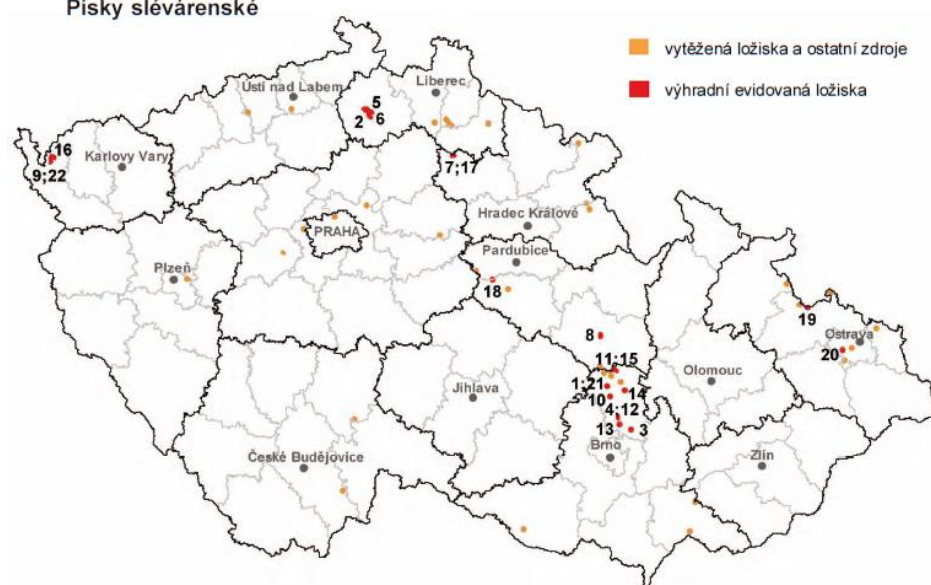 Písky slévárenské
vytěžená ložiska a ostatní zdroje
výhradní evidovaná ložiska
Ústí nad Labem
Liberec
5
2
6
16
Karlovy Vary
9;22
7;17
Hradec Králové
PRAHA
Pardubice
Plzeň
18
19
8
Ostrava
20
11;15
Olomouc
Jihlava
1;21
14
10
4;12
13
3
Brno
České Budějovice
Zlín